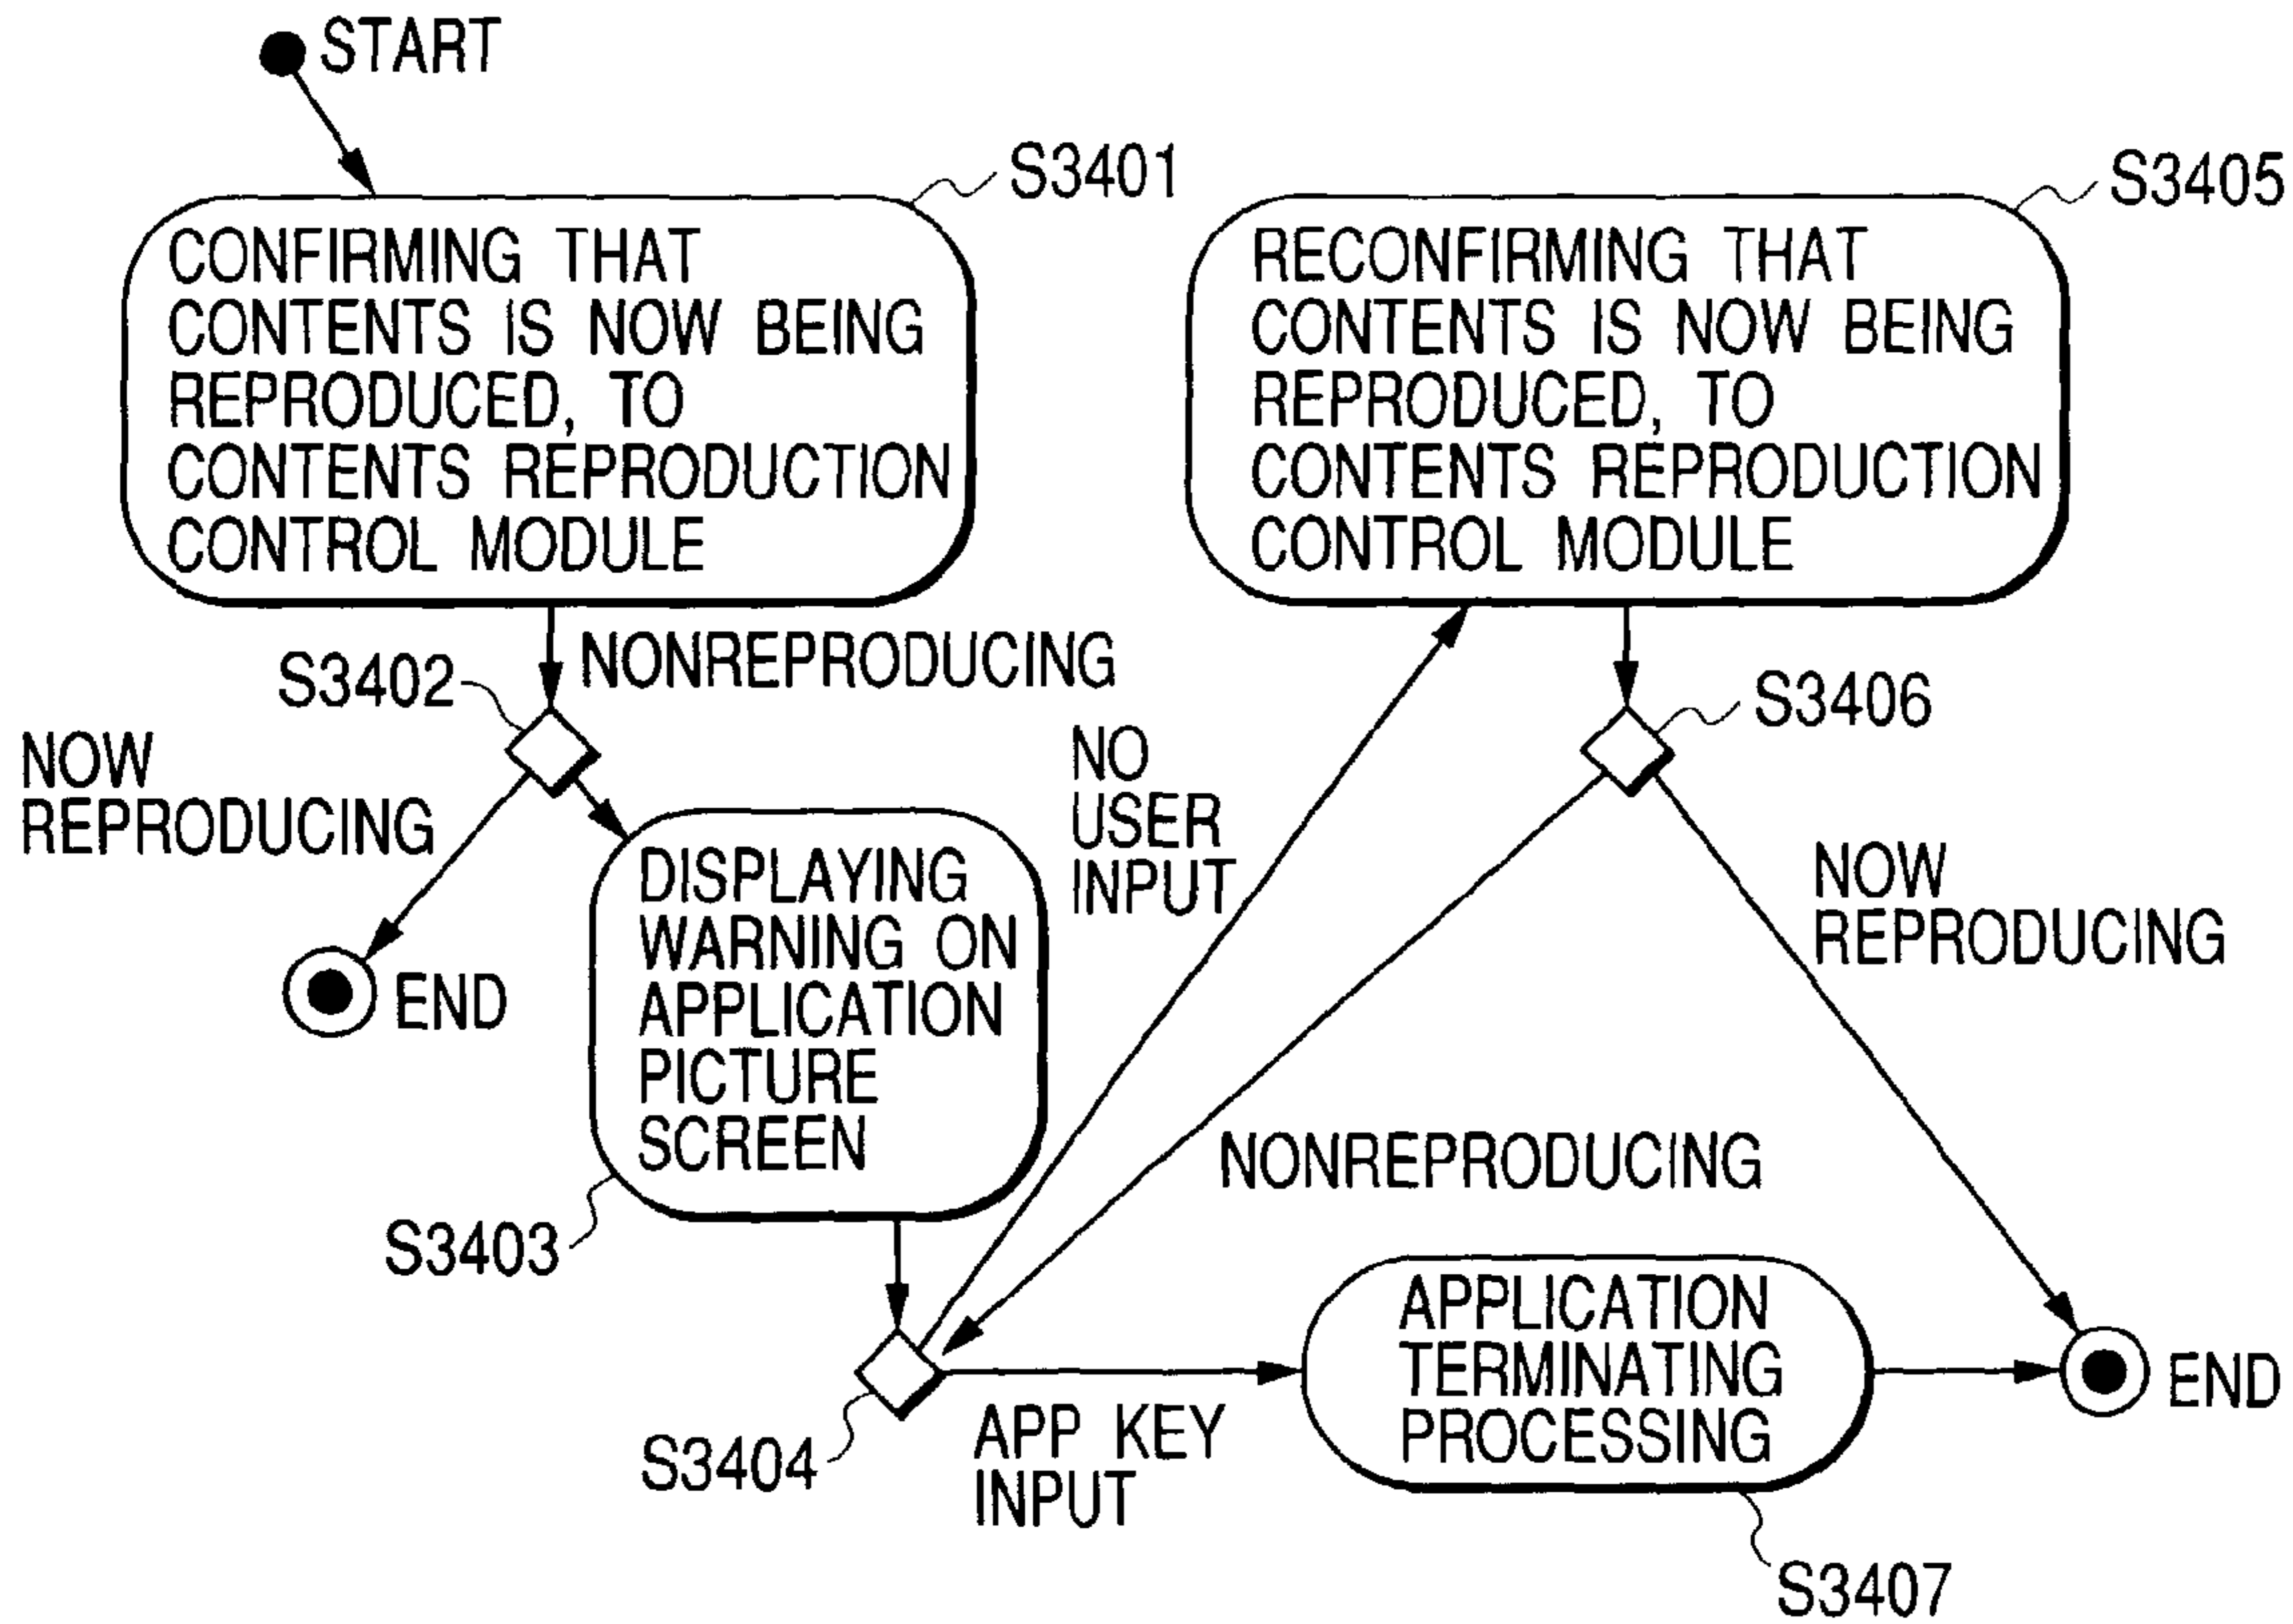 START
S3401
CONFIRMING THAT
CONTENTS IS NOW BEING
REPRODUCED, TO
CONTENTS REPRODUCTION
CONTROL MODULE
S3405
RECONFIRMING THAT
CONTENTS IS NOW BEING
REPRODUCED, TO
CONTENTS REPRODUCTION
CONTROL MODULE
S3402
NONREPRODUCING
NOW
REPRODUCING
END
DISPLAYING
WARNING ON
APPLICATION
PICTURE
SCREEN
S3403
NO
USER
INPUT
S3406
NOW
REPRODUCING
NONREPRODUCING
S3404
APP KEY
INPUT
APPLICATION
TERMINATING
PROCESSING
S3407
END